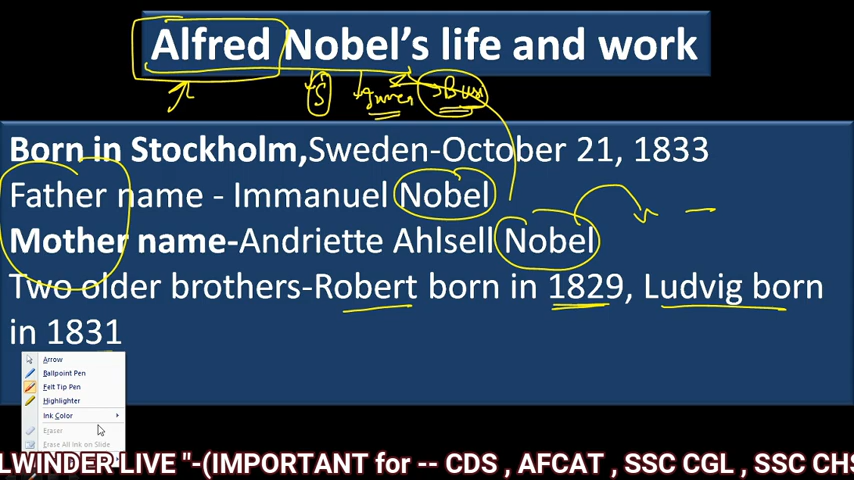 Alfred Nobel's life and work
S
Born in Stockholm,Sweden-October 21, 1833
Father name - Immanuel Nobel
Mother name-Andriette Ahlsell Nobel
Two older brothers-Robert born in 1829, Ludvig born
in 1831
Arrow
Ballpoint Pen
Felt Tip Pen
Highlighter
Ink Color
Eraser
Erase All Ink on Slide
LWINDER LIVE "-(IMPORTANT for -- CDS , AFCAT , SSC CGL , SSC CHS